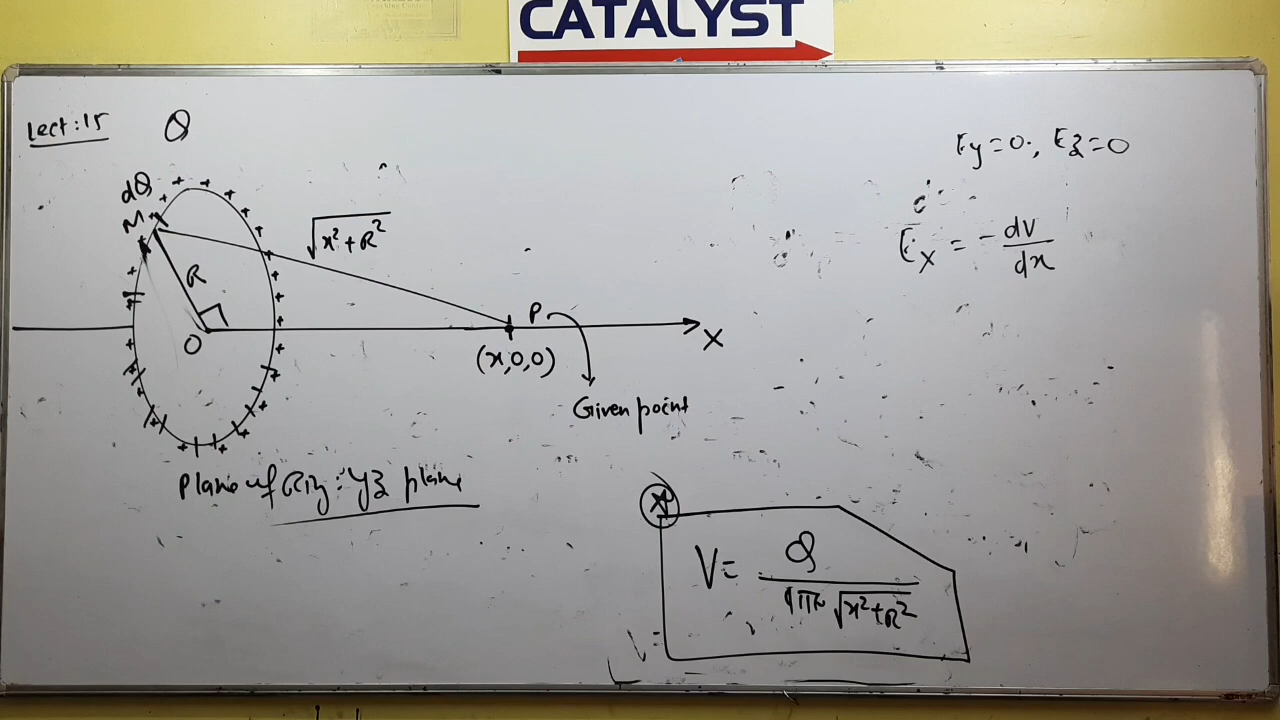 CATALYST
Lect:15
Q
Ey=0, Ez=0
dQ
M
√x²+R²
Ex = -dV/dx
R
P
O
X
(x,0,0)
Given point
Plane of Ring: YZ plane
V= Q/4πε₀√x²+R²
V=